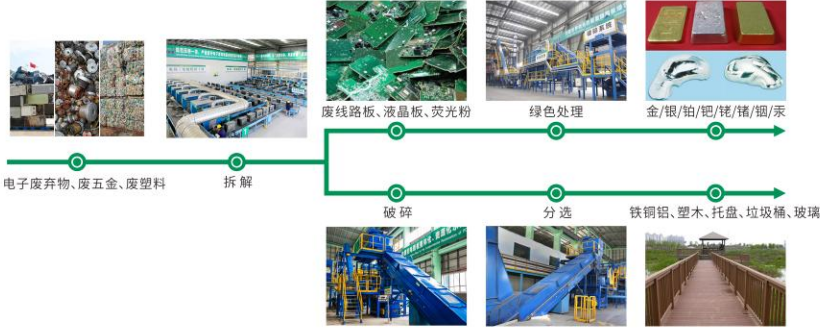 废线路板、液晶板、荧光粉
绿色处理
金/银/铂/钯/铑/锗/铟/汞
电子废弃物、废五金、废塑料
拆解
破碎
分选
铁铜铝、塑木、托盘、垃圾桶、玻璃